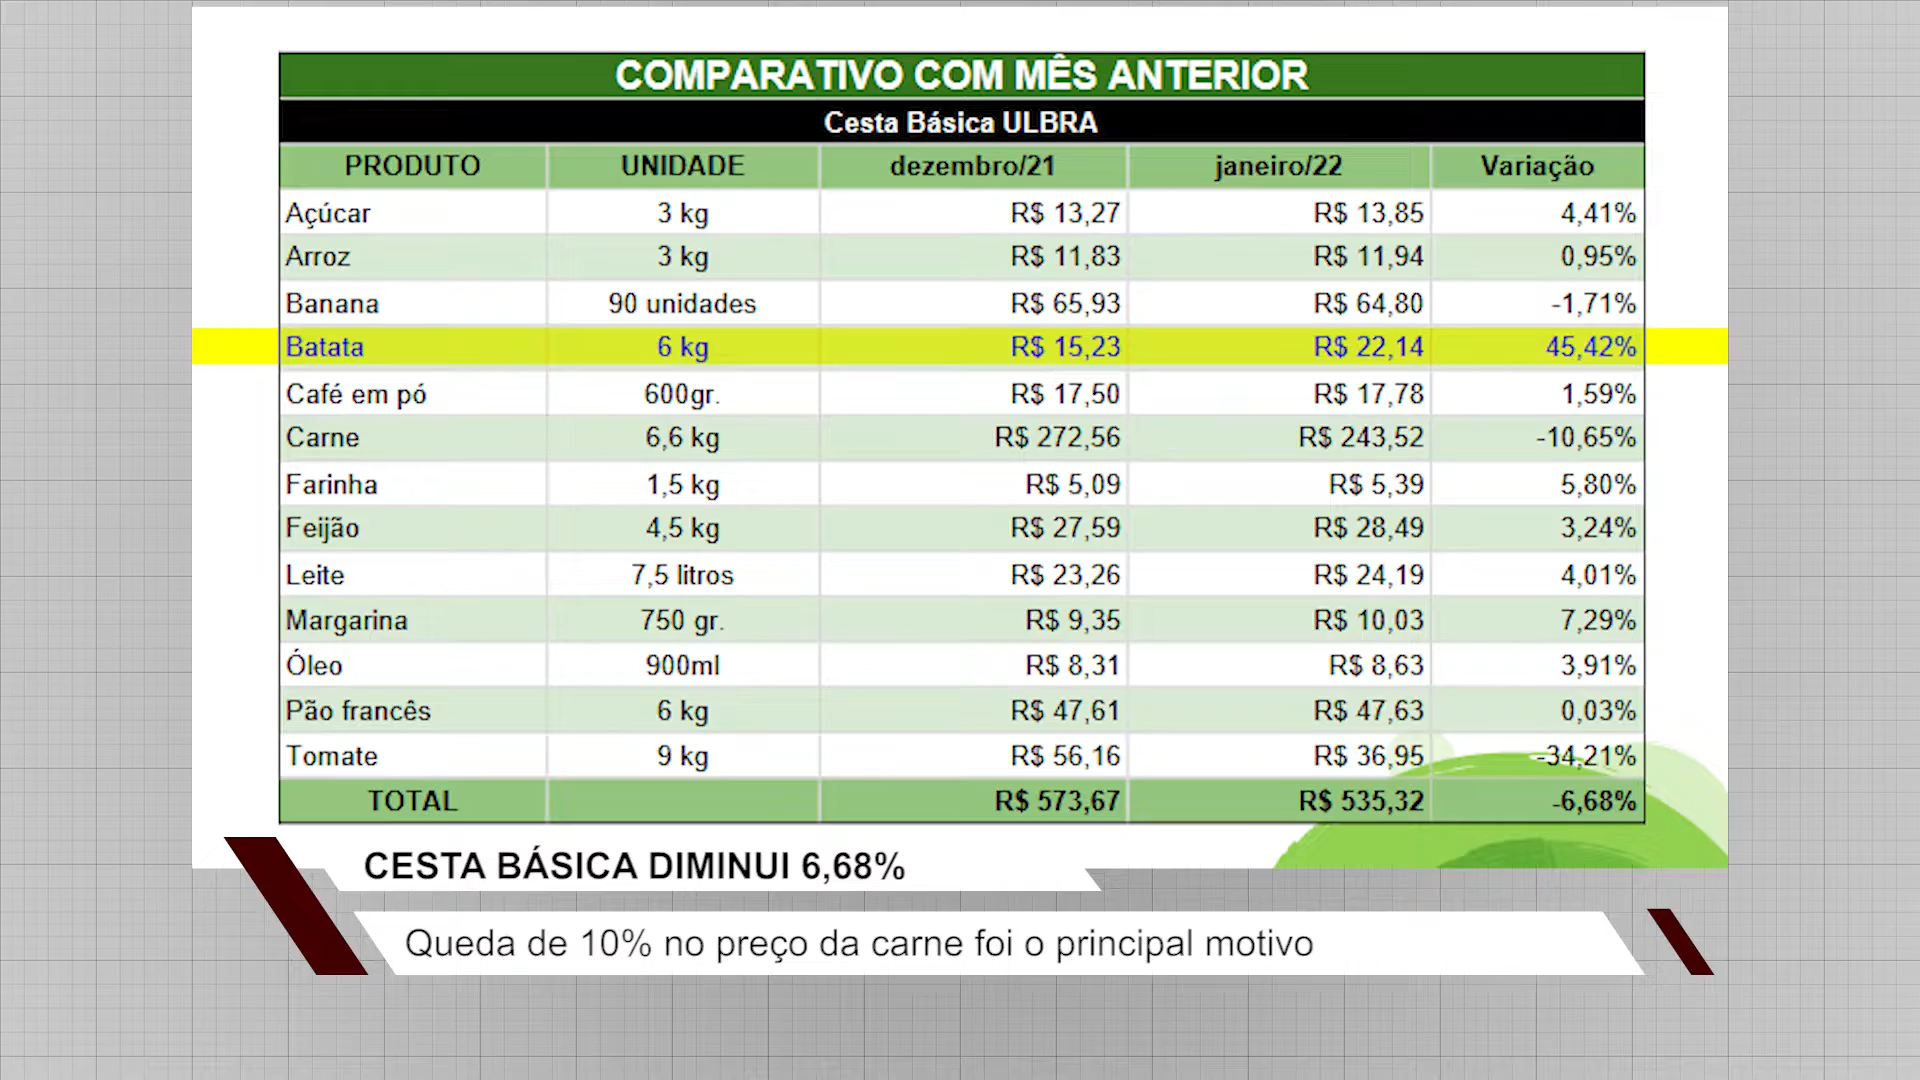 COMPARATIVO COM MÊS ANTERIOR
Cesta Básica ULBRA
PRODUTO UNIDADE dezembro/21 janeiro/22 Variação
Açúcar 3 kg R$ 13,27 R$ 13,85 4,41%
Arroz 3 kg R$ 11,83 R$ 11,94 0,95%
Banana 90 unidades R$ 65,93 R$ 64,80 -1,71%
Batata 6 kg R$ 15,23 R$ 22,14 45,42%
Café em pó 600gr. R$ 17,50 R$ 17,78 1,59%
Carne 6,6 kg R$ 272,56 R$ 243,52 -10,65%
Farinha 1,5 kg R$ 5,09 R$ 5,39 5,80%
Feijão 4,5 kg R$ 27,59 R$ 28,49 3,24%
Leite 7,5 litros R$ 23,26 R$ 24,19 4,01%
Margarina 750 gr. R$ 9,35 R$ 10,03 7,29%
Óleo 900ml R$ 8,31 R$ 8,63 3,91%
Pão francês 6 kg R$ 47,61 R$ 47,63 0,03%
Tomate 9 kg R$ 56,16 R$ 36,95 -34,21%
TOTAL R$ 573,67 R$ 535,32 -6,68%
CESTA BÁSICA DIMINUI 6,68%
Queda de 10% no preço da carne foi o principal motivo